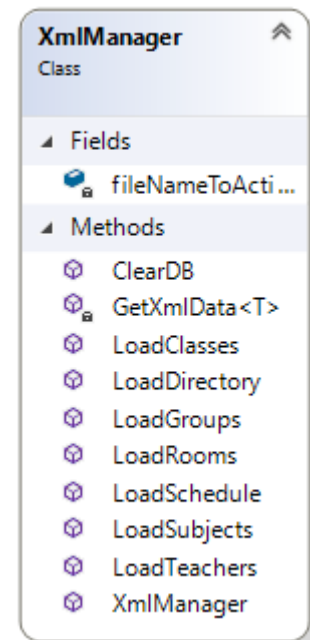 XmlManager
Class
Fields
fileNameToActi...
Methods
ClearDB
GetXmlData<T>
LoadClasses
LoadDirectory
LoadGroups
LoadRooms
LoadSchedule
LoadSubjects
LoadTeachers
XmlManager